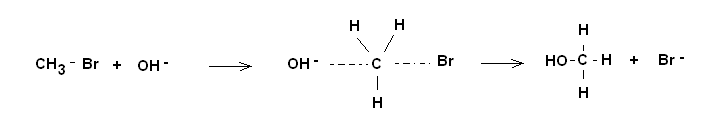 H H H
CH₃ - Br + OH⁻ OH⁻ C Br HO - C - H + Br⁻
H H